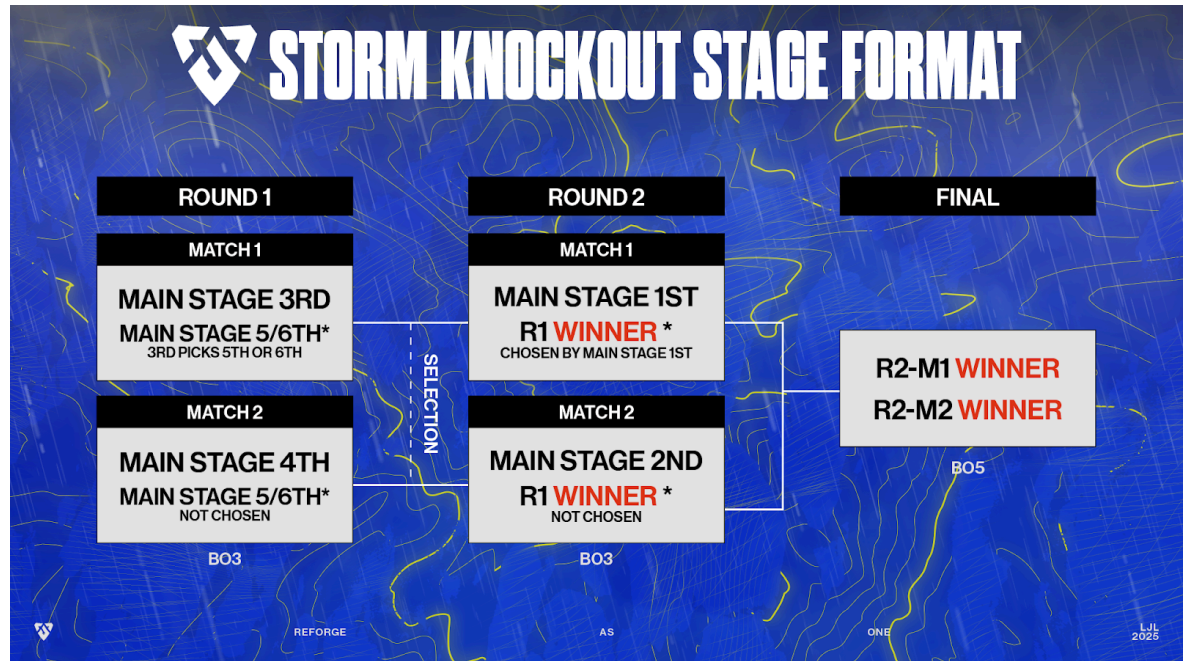 STORM KNOCKOUT STAGE FORMAT
ROUND 1
MATCH 1
MAIN STAGE 3RD
MAIN STAGE 5/6TH*
3RD PICKS 5TH OR 6TH
MATCH 2
MAIN STAGE 4TH
MAIN STAGE 5/6TH*
NOT CHOSEN
BO3
SELECTION
ROUND 2
MATCH 1
MAIN STAGE 1ST
R1 WINNER *
CHOSEN BY MAIN STAGE 1ST
MATCH 2
MAIN STAGE 2ND
R1 WINNER *
NOT CHOSEN
BO3
FINAL
R2-M1 WINNER
R2-M2 WINNER
BO5
REFORGE
AS
ONE
LJL
2025